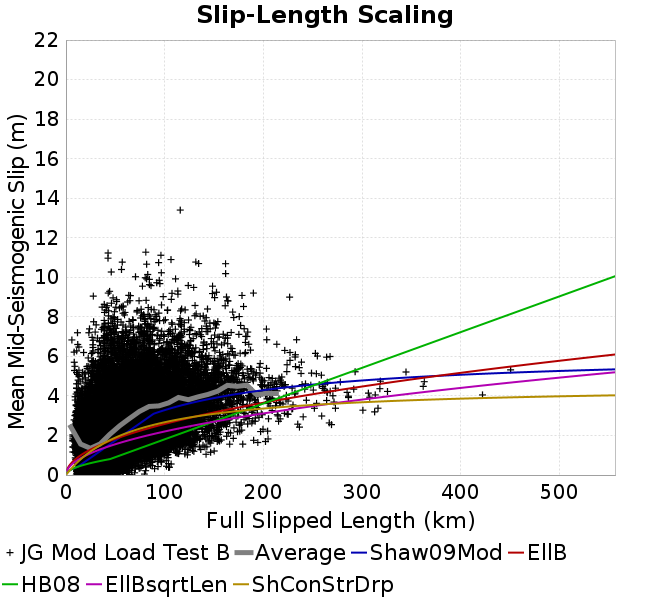 Slip-Length Scaling
Mean Mid-Seismogenic Slip (m)
22
20
18
16
14
12
10
8
6
4
2
0
0 100 200 300 400 500
Full Slipped Length (km)
JG Mod Load Test B Average Shaw09Mod EllB
HB08 EllBsqrtLen ShConStrDrp